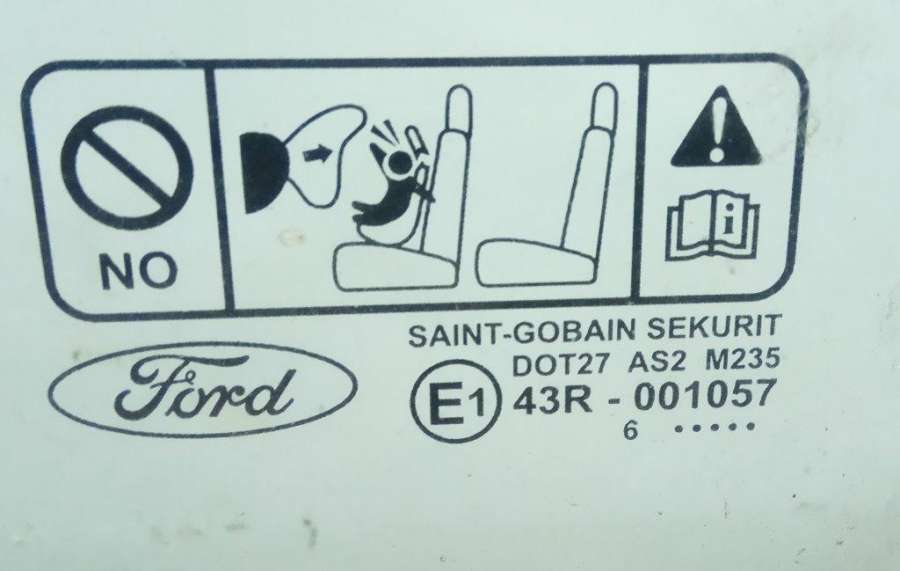 NO
Ford
SAINT-GOBAIN SEKURIT
DOT27 AS2 M235
E1 43R - 001057
6 .....